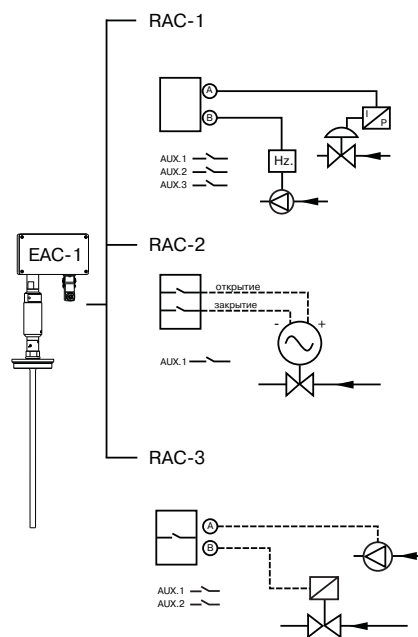 RAC-1
A
I
P
B
Hz.
AUX.1
AUX.2
AUX.3
EAC-1
RAC-2
открытие
закрытие
- +
AUX.1
RAC-3
A
B
AUX.1
AUX.2